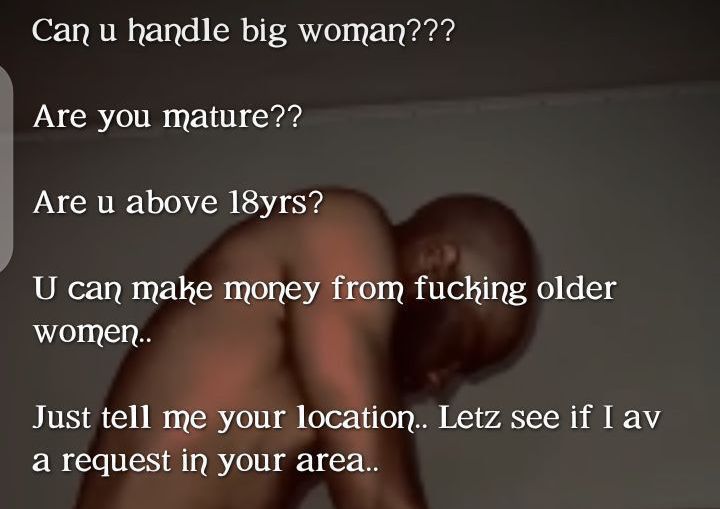 Can u handle big woman???
Are you mature??
Are u above 18yrs?
U can make money from fucking older
women..
Just tell me your location.. Letz see if I av
a request in your area..